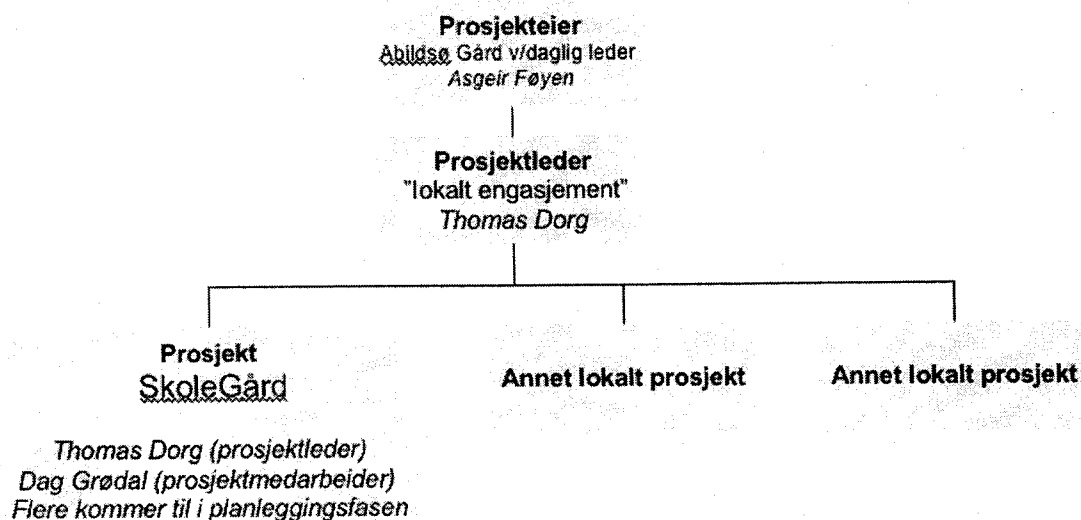 Prosjekteier
Abildsø Gård v/daglig leder
Asgeir Føyen
Prosjektleder
"lokalt engasjement"
Thomas Dorg
Prosjekt
SkoleGård
Thomas Dorg (prosjektleder)
Dag Grødal (prosjektmedarbeider)
Flere kommer til i planleggingsfasen
Annet lokalt prosjekt
Annet lokalt prosjekt